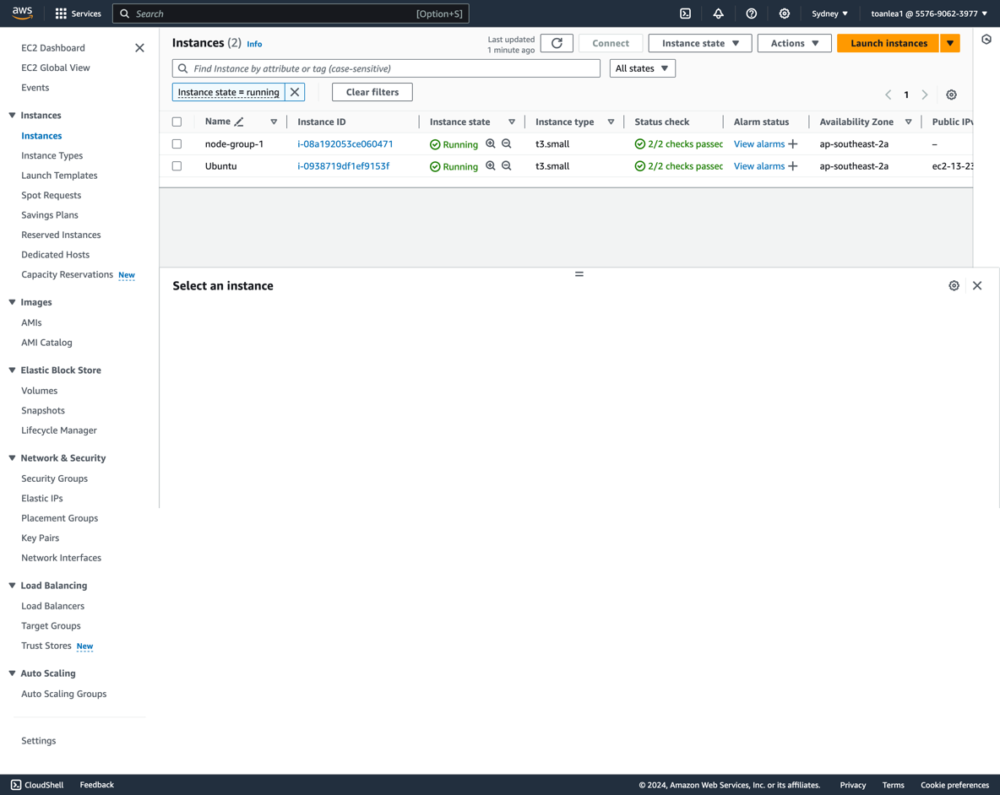 aws Services Search [Option+S] Sydney toanlea1 @ 5576-9062-3977
EC2 Dashboard
EC2 Global View
Events
Instances
Instances
Instance Types
Launch Templates
Spot Requests
Savings Plans
Reserved Instances
Dedicated Hosts
Capacity Reservations New
Images
AMIs
AMI Catalog
Elastic Block Store
Volumes
Snapshots
Lifecycle Manager
Network & Security
Security Groups
Elastic IPs
Placement Groups
Key Pairs
Network Interfaces
Load Balancing
Load Balancers
Target Groups
Trust Stores New
Auto Scaling
Auto Scaling Groups
Settings
Instances (2) Info
Last updated
1 minute ago
Connect Instance state Actions Launch instances
Find Instance by attribute or tag (case-sensitive) All states
Instance state = running Clear filters
1
Name Instance ID Instance state Instance type Status check Alarm status Availability Zone Public IPv
node-group-1 i-08a192053ce060471 Running t3.small 2/2 checks passec View alarms + ap-southeast-2a –
Ubuntu i-0938719df1ef9153f Running t3.small 2/2 checks passec View alarms + ap-southeast-2a ec2-13-23
Select an instance
CloudShell Feedback © 2024, Amazon Web Services, Inc. or its affiliates. Privacy Terms Cookie preferences